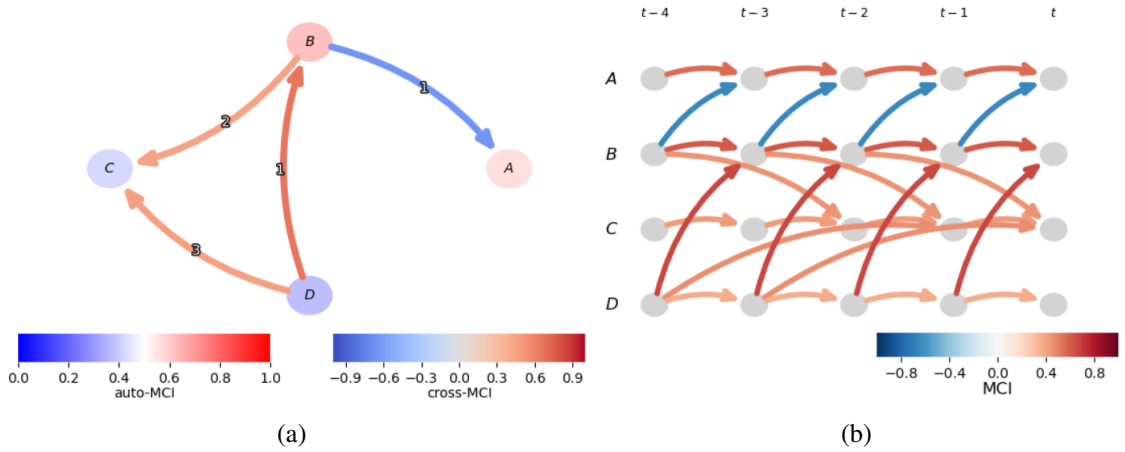 B
1
2
C
1
A
3
D
0.0 0.2 0.4 0.6 0.8 1.0
auto-MCI
−0.9 −0.6 −0.3 0.0 0.3 0.6 0.9
cross-MCI
(a)
t − 4 t − 3 t − 2 t − 1 t
A
B
C
D
−0.8 −0.4 0.0 0.4 0.8
MCI
(b)